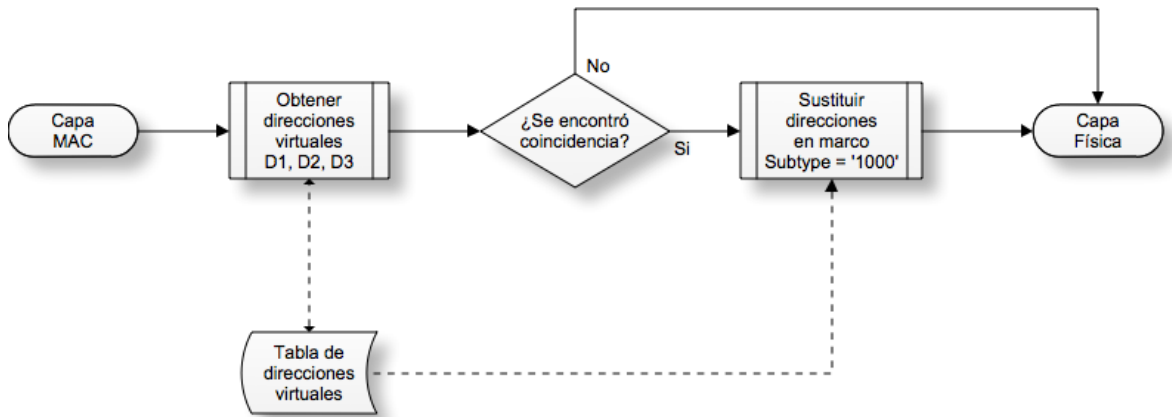 Capa
MAC
Obtener
direcciones
virtuales
D1, D2, D3
¿Se encontró
coincidencia?
No
Si
Sustituir
direcciones
en marco
Subtype = '1000'
Capa
Física
Tabla de
direcciones
virtuales